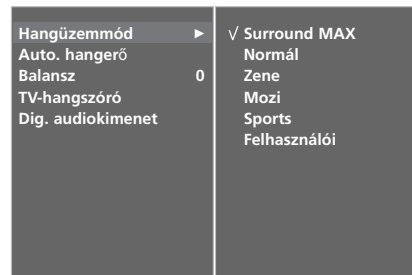 Hangüzemmód ►
Auto. hangerő
Balansz 0
TV-hangszóró
Dig. audiokimenet
√ Surround MAX
Normál
Zene
Mozi
Sports
Felhasználói